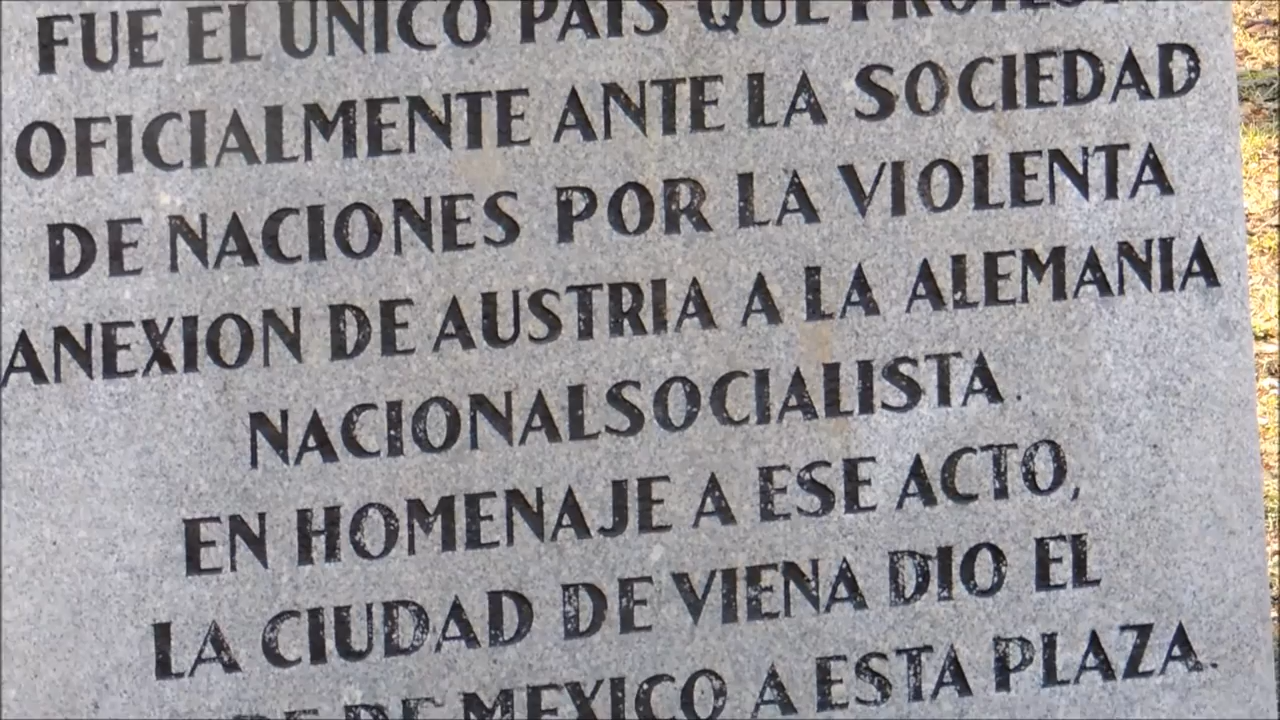 FUE EL UNICO PAIS QUE
OFICIALMENTE ANTE LA SOCIEDAD
DE NACIONES POR LA VIOLENTA
ANEXION DE AUSTRIA A LA ALEMANIA
NACIONALSOCIALISTA.
EN HOMENAJE A ESE ACTO,
LA CIUDAD DE VIENA DIO EL
DE MEXICO A ESTA PLAZA.